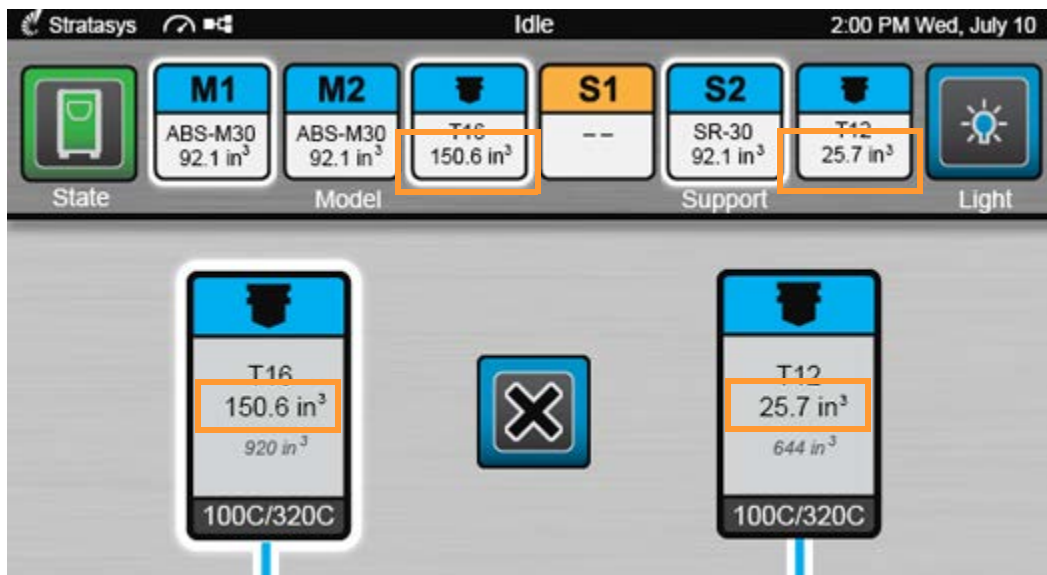 Stratasys Idle 2:00 PM Wed, July 10
M1 M2 S1 S2
ABS-M30 ABS-M30 T16 -- SR-30 T12
92.1 in³ 92.1 in³ 150.6 in³ 92.1 in³ 25.7 in³
State Model Support Light
T16 T12
150.6 in³ 25.7 in³
920 in³ 644 in³
100C/320C 100C/320C